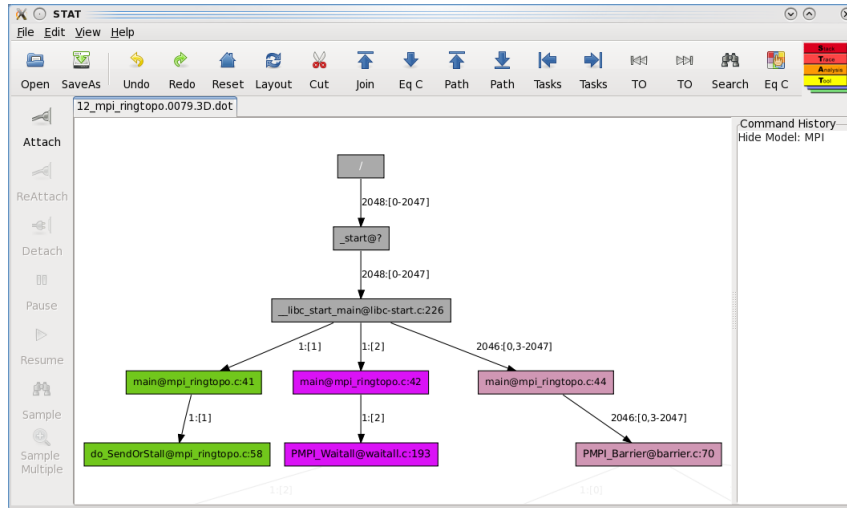 STAT
File Edit View Help
Open SaveAs Undo Redo Reset Layout Cut Join Eq C Path Path Tasks Tasks TO TO Search Eq C
Stack
Trace
Analysis
Tool
12_mpi_ringtopo.0079.3D.dot
Attach
ReAttach
Detach
Pause
Resume
Sample
Sample
Multiple
Command History
Hide Model: MPI
/
2048:[0-2047]
_start@?
2048:[0-2047]
__libc_start_main@libc-start.c:226
1:[1] 1:[2] 2046:[0,3-2047]
main@mpi_ringtopo.c:41 main@mpi_ringtopo.c:42 main@mpi_ringtopo.c:44
1:[1] 1:[2] 2046:[0,3-2047]
do_SendOrStall@mpi_ringtopo.c:58 PMPI_Waitall@waitall.c:193 PMPI_Barrier@barrier.c:70
1:[2] 1:[0]